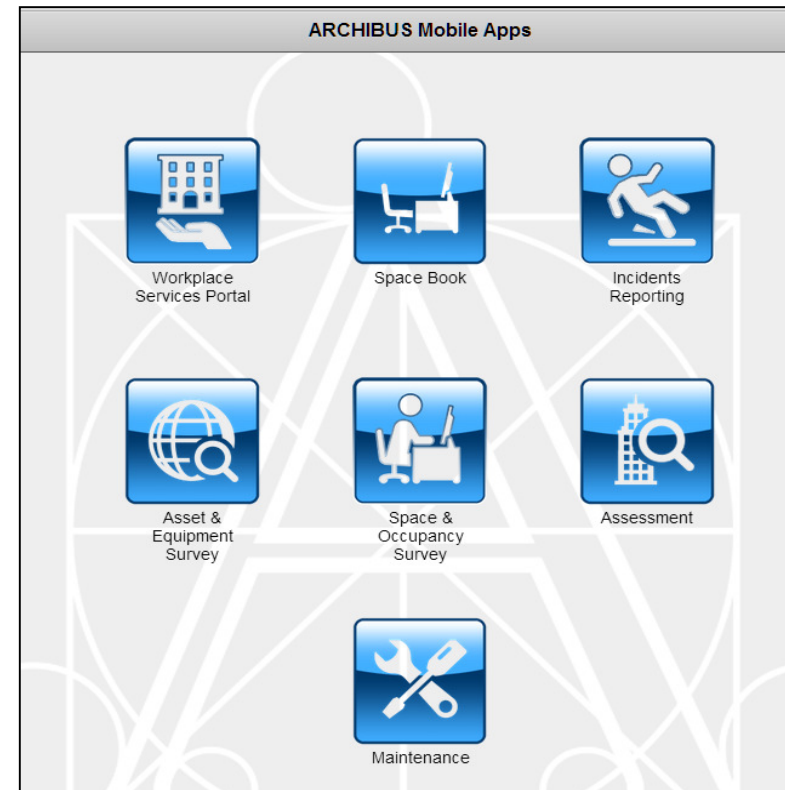 ARCHIBUS Mobile Apps
Workplace
Services Portal
Space Book
Incidents
Reporting
Asset &
Equipment
Survey
Space &
Occupancy
Survey
Assessment
Maintenance